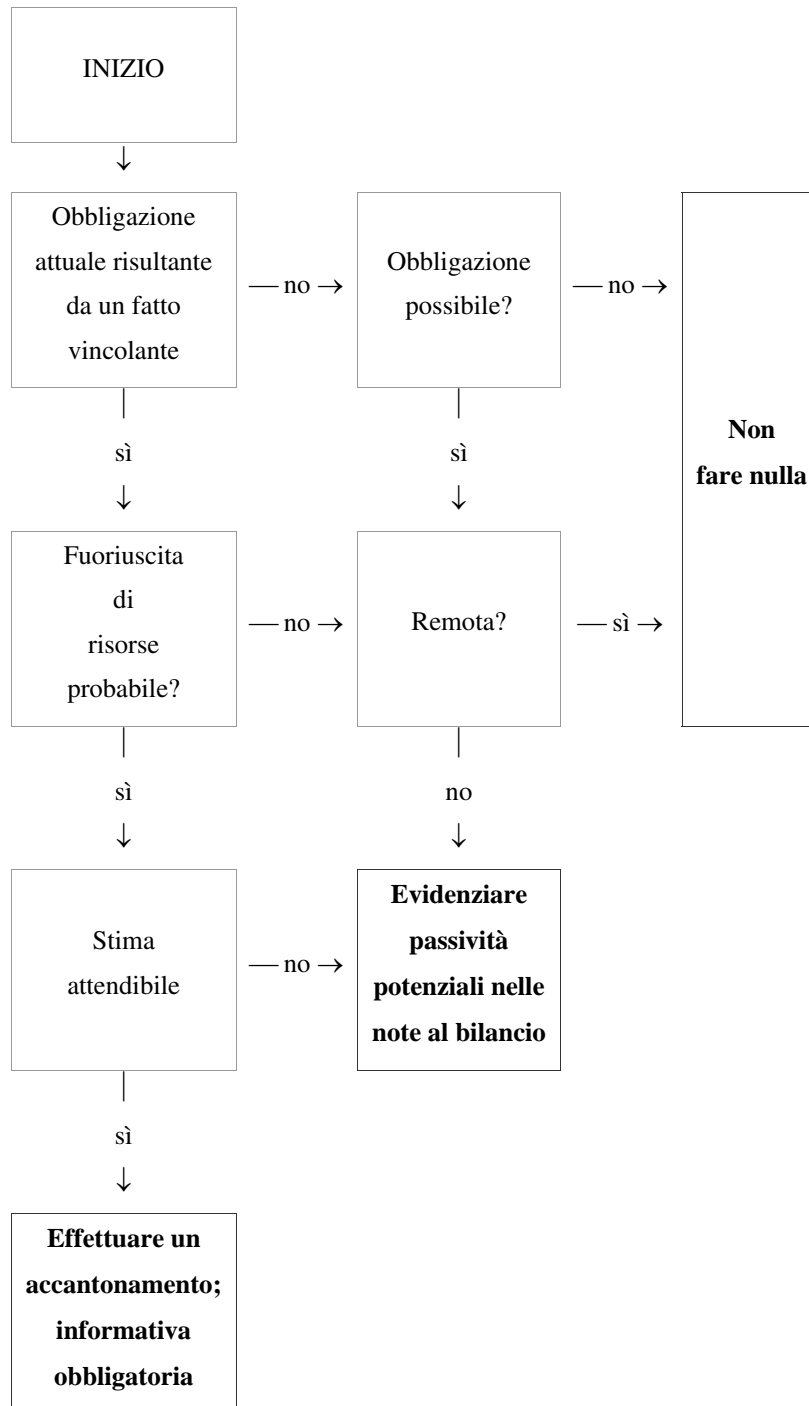 INIZIO
↓
Obbligazione
attuale risultante
da un fatto
vincolante
— no →
Obbligazione
possibile?
— no →
Non
fare nulla
|
sì
↓
|
sì
↓
Fuoriuscita
di
risorse
probabile?
— no →
Remota?
— sì →
|
sì
↓
|
no
↓
Stima
attendibile
— no →
Evidenziare
passività
potenziali nelle
note al bilancio
|
sì
↓
Effettuare un
accantonamento;
informativa
obbligatoria